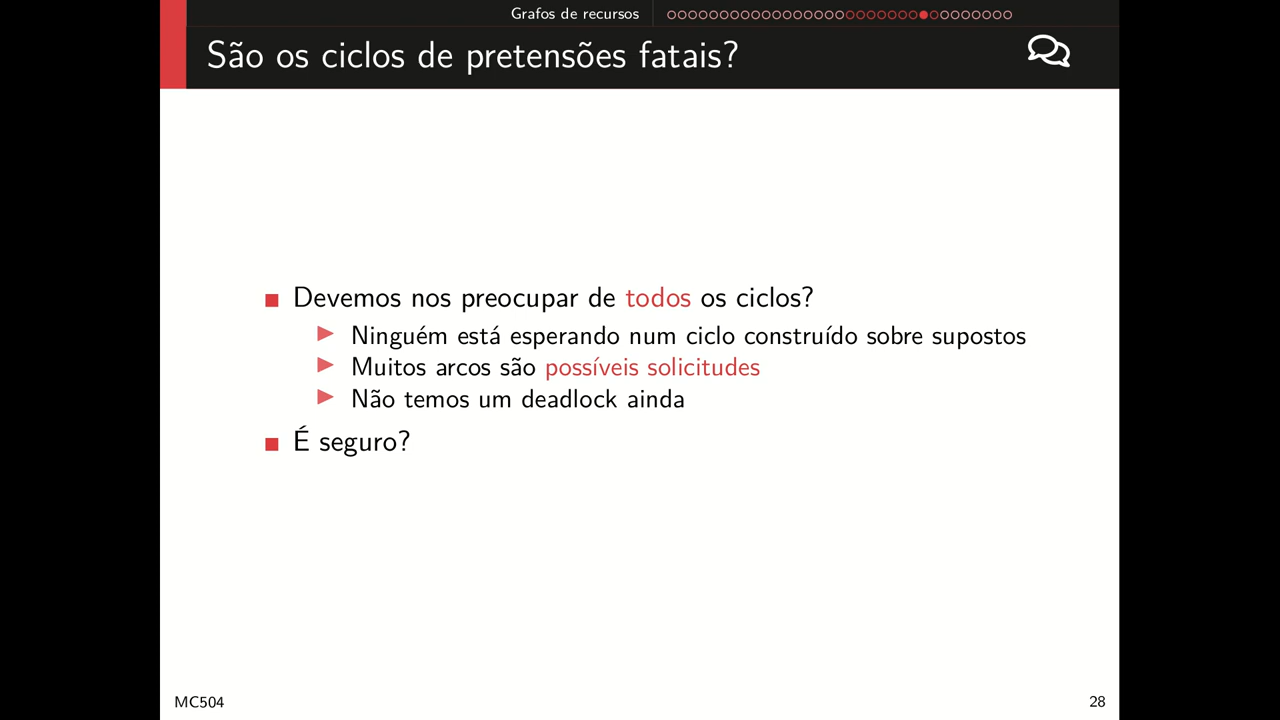 Grafos de recursos
São os ciclos de pretensões fatais?
Devemos nos preocupar de todos os ciclos?
Ninguém está esperando num ciclo construído sobre supostos
Muitos arcos são possíveis solicitudes
Não temos um deadlock ainda
É seguro?
MC504
28